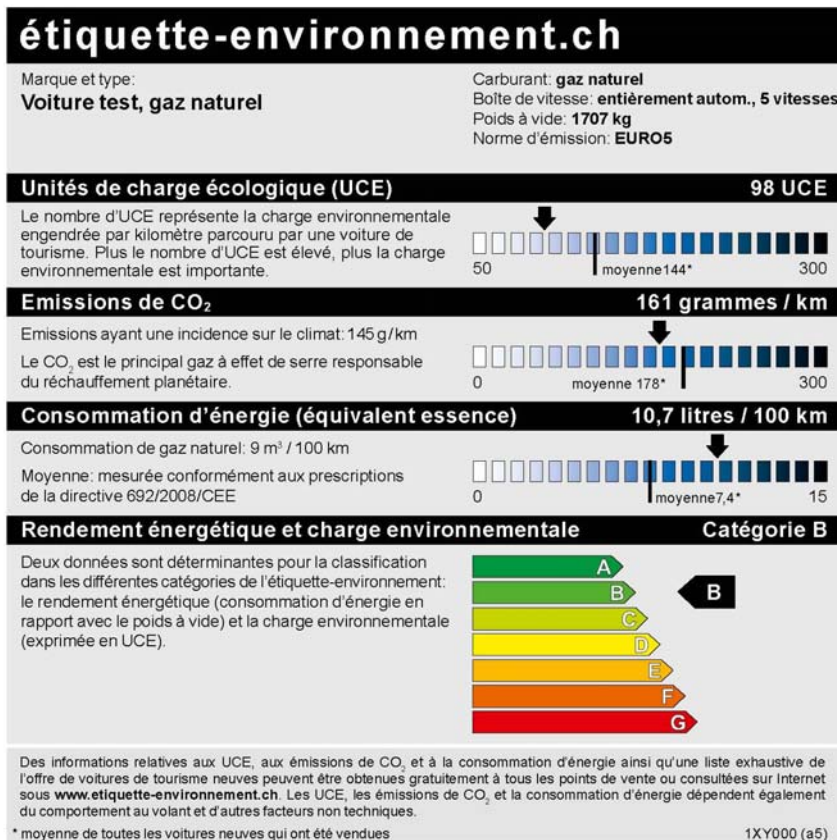 étiquette-environnement.ch
Marque et type:
Voiture test, gaz naturel
Carburant: gaz naturel
Boîte de vitesse: entièrement autom., 5 vitesses
Poids à vide: 1707 kg
Norme d'émission: EURO5
Unités de charge écologique (UCE) 98 UCE
Le nombre d'UCE représente la charge environnementale
engendrée par kilomètre parcouru par une voiture de
tourisme. Plus le nombre d'UCE est élevé, plus la charge
environnementale est importante.
50 moyenne144* 300
Emissions de CO₂ 161 grammes / km
Emissions ayant une incidence sur le climat: 145 g/km
Le CO₂ est le principal gaz à effet de serre responsable
du réchauffement planétaire.
0 moyenne 178* 300
Consommation d'énergie (équivalent essence) 10,7 litres / 100 km
Consommation de gaz naturel: 9 m³ / 100 km
Moyenne: mesurée conformément aux prescriptions
de la directive 692/2008/CEE
0 moyenne7,4* 15
Rendement énergétique et charge environnementale Catégorie B
Deux données sont déterminantes pour la classification
dans les différentes catégories de l'étiquette-environnement:
le rendement énergétique (consommation d'énergie en
rapport avec le poids à vide) et la charge environnementale
(exprimée en UCE).
A
B B
C
D
E
F
G
Des informations relatives aux UCE, aux émissions de CO₂ et à la consommation d'énergie ainsi qu'une liste exhaustive de
l'offre de voitures de tourisme neuves peuvent être obtenues gratuitement à tous les points de vente ou consultées sur Internet
sous www.etiquette-environnement.ch. Les UCE, les émissions de CO₂ et la consommation d'énergie dépendent également
du comportement au volant et d'autres facteurs non techniques.
* moyenne de toutes les voitures neuves qui ont été vendues 1XY000 (a5)